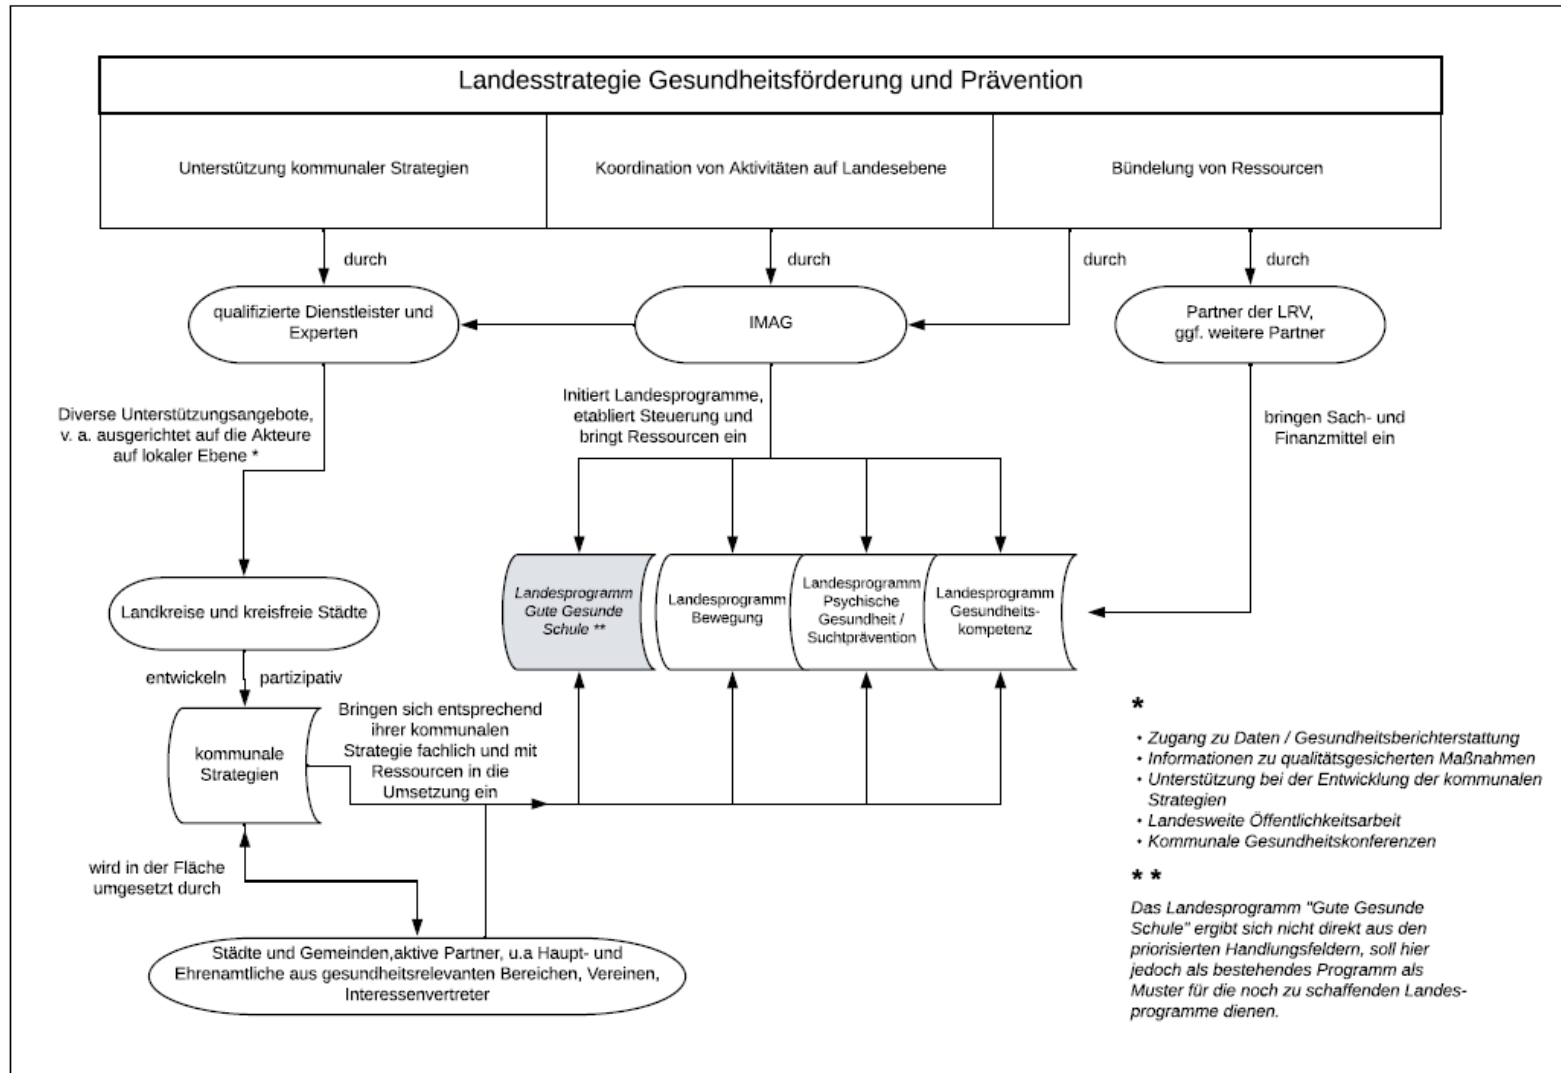 Landesstrategie Gesundheitsförderung und Prävention
Unterstützung kommunaler Strategien
Koordination von Aktivitäten auf Landesebene
Bündelung von Ressourcen
durch
durch
durch
durch
qualifizierte Dienstleister und
Experten
IMAG
Partner der LRV,
ggf. weitere Partner
Diverse Unterstützungsangebote,
v. a. ausgerichtet auf die Akteure
auf lokaler Ebene *
Initiert Landesprogramme,
etabliert Steuerung und
bringt Ressourcen ein
bringen Sach- und
Finanzmittel ein
Landesprogramm
Gute Gesunde
Schule **
Landesprogramm
Bewegung
Landesprogramm
Psychische
Gesundheit /
Suchtprävention
Landesprogramm
Gesundheits-
kompetenz
Landkreise und kreisfreie Städte
entwickeln
partizipativ
kommunale
Strategien
Bringen sich entsprechend
ihrer kommunalen
Strategie fachlich und mit
Ressourcen in die
Umsetzung ein
wird in der Fläche
umgesetzt durch
Städte und Gemeinden,aktive Partner, u.a Haupt- und
Ehrenamtliche aus gesundheitsrelevanten Bereichen, Vereinen,
Interessenvertreter
*
• Zugang zu Daten / Gesundheitsberichterstattung
• Informationen zu qualitätsgesicherten Maßnahmen
• Unterstützung bei der Entwicklung der kommunalen
Strategien
• Landesweite Öffentlichkeitsarbeit
• Kommunale Gesundheitskonferenzen
* *
Das Landesprogramm "Gute Gesunde
Schule" ergibt sich nicht direkt aus den
priorisierten Handlungsfeldern, soll hier
jedoch als bestehendes Programm als
Muster für die noch zu schaffenden Landes-
programme dienen.